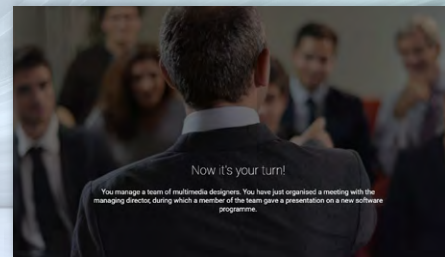 Now it's your turn!
You manage a team of multimedia designers. You have just organised a meeting with the
managing director, during which a member of the team gave a presentation on a new software
programme.